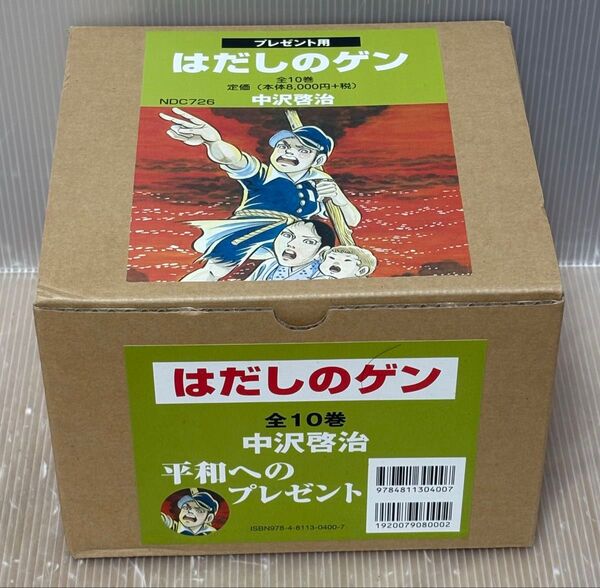 プレゼント用
はだしのゲン
全10巻
定価（本体8,000円+税）
NDC726
中沢啓治
はだしのゲン
全10巻
中沢啓治
平和への
プレゼント
9784811304007
1920079080002
ISBN978-4-8113-0400-7